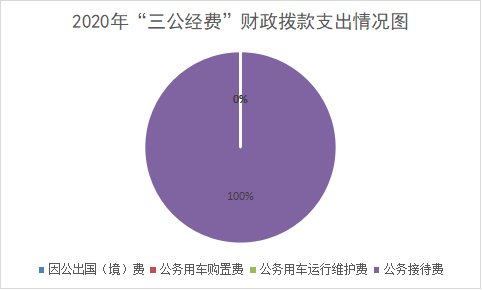 2020年“三公经费”财政拨款支出情况图
0%
100%
因公出国（境）费 公务用车购置费 公务用车运行维护费 公务接待费